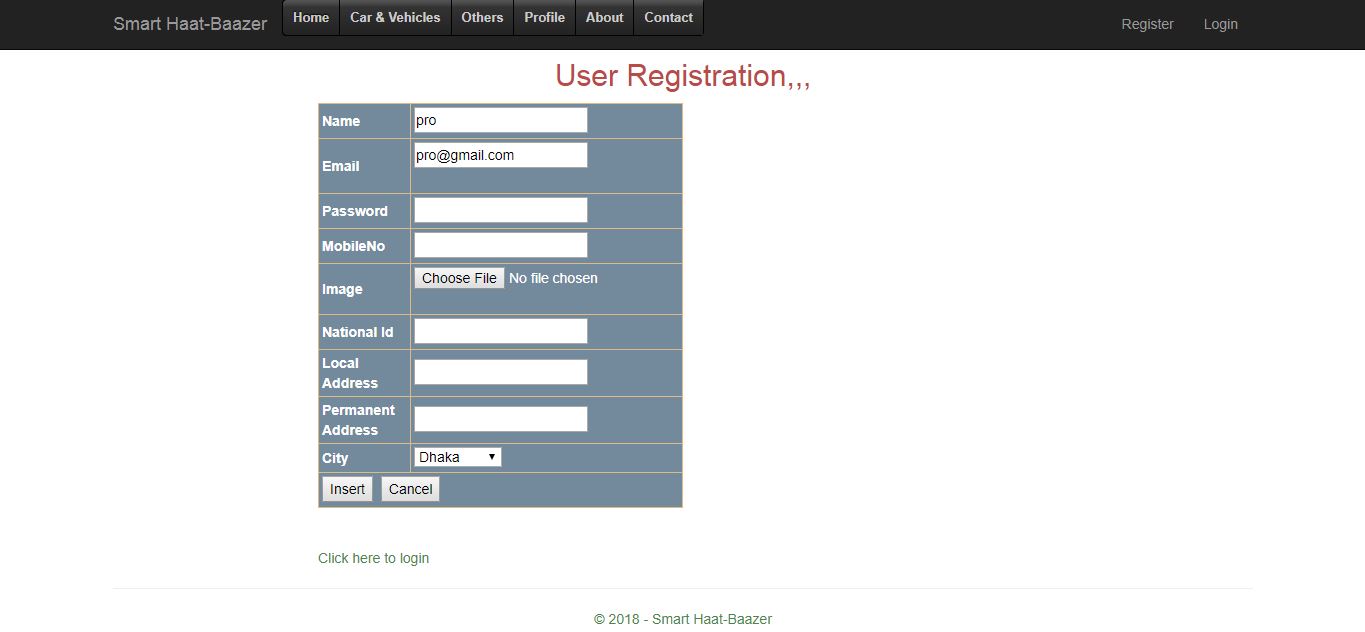 Smart Haat-Baazer Home Car & Vehicles Others Profile About Contact Register Login
User Registration,,,
Name pro
Email pro@gmail.com
Password
MobileNo
Image Choose File No file chosen
National Id
Local
Address
Permanent
Address
City Dhaka
Insert Cancel
Click here to login
© 2018 - Smart Haat-Baazer